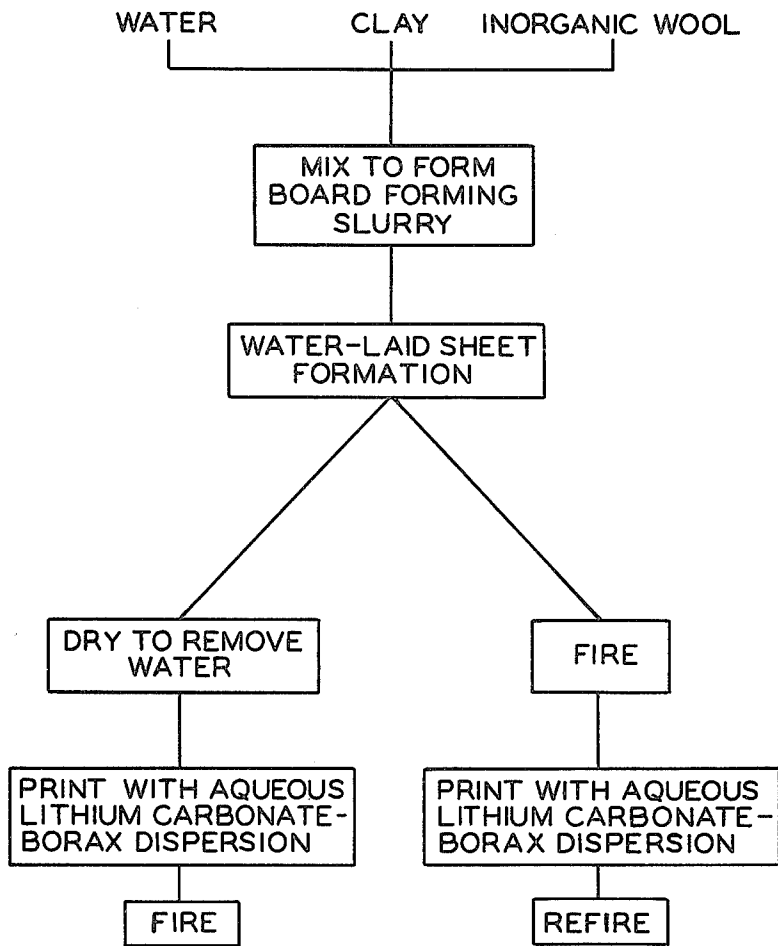 WATER CLAY INORGANIC WOOL
MIX TO FORM
BOARD FORMING
SLURRY
WATER-LAID SHEET
FORMATION
DRY TO REMOVE
WATER
FIRE
PRINT WITH AQUEOUS
LITHIUM CARBONATE-
BORAX DISPERSION
PRINT WITH AQUEOUS
LITHIUM CARBONATE-
BORAX DISPERSION
FIRE
REFIRE